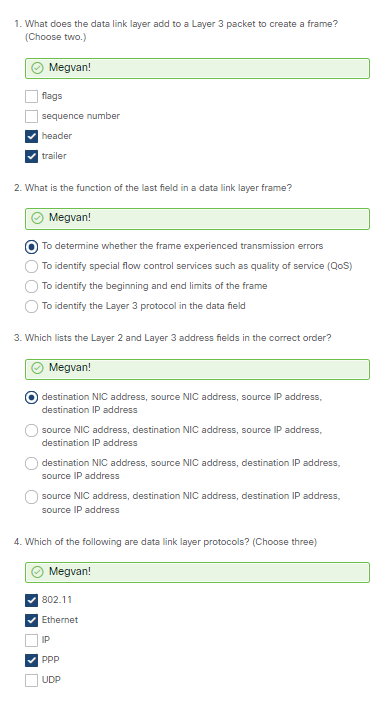 1. What does the data link layer add to a Layer 3 packet to create a frame?
(Choose two.)
Megvan!
flags
sequence number
header
trailer
2. What is the function of the last field in a data link layer frame?
Megvan!
To determine whether the frame experienced transmission errors
To identify special flow control services such as quality of service (QoS)
To identify the beginning and end limits of the frame
To identify the Layer 3 protocol in the data field
3. Which lists the Layer 2 and Layer 3 address fields in the correct order?
Megvan!
destination NIC address, source NIC address, source IP address,
destination IP address
source NIC address, destination NIC address, source IP address,
destination IP address
destination NIC address, source NIC address, destination IP address,
source IP address
source NIC address, destination NIC address, destination IP address,
source IP address
4. Which of the following are data link layer protocols? (Choose three)
Megvan!
802.11
Ethernet
IP
PPP
UDP